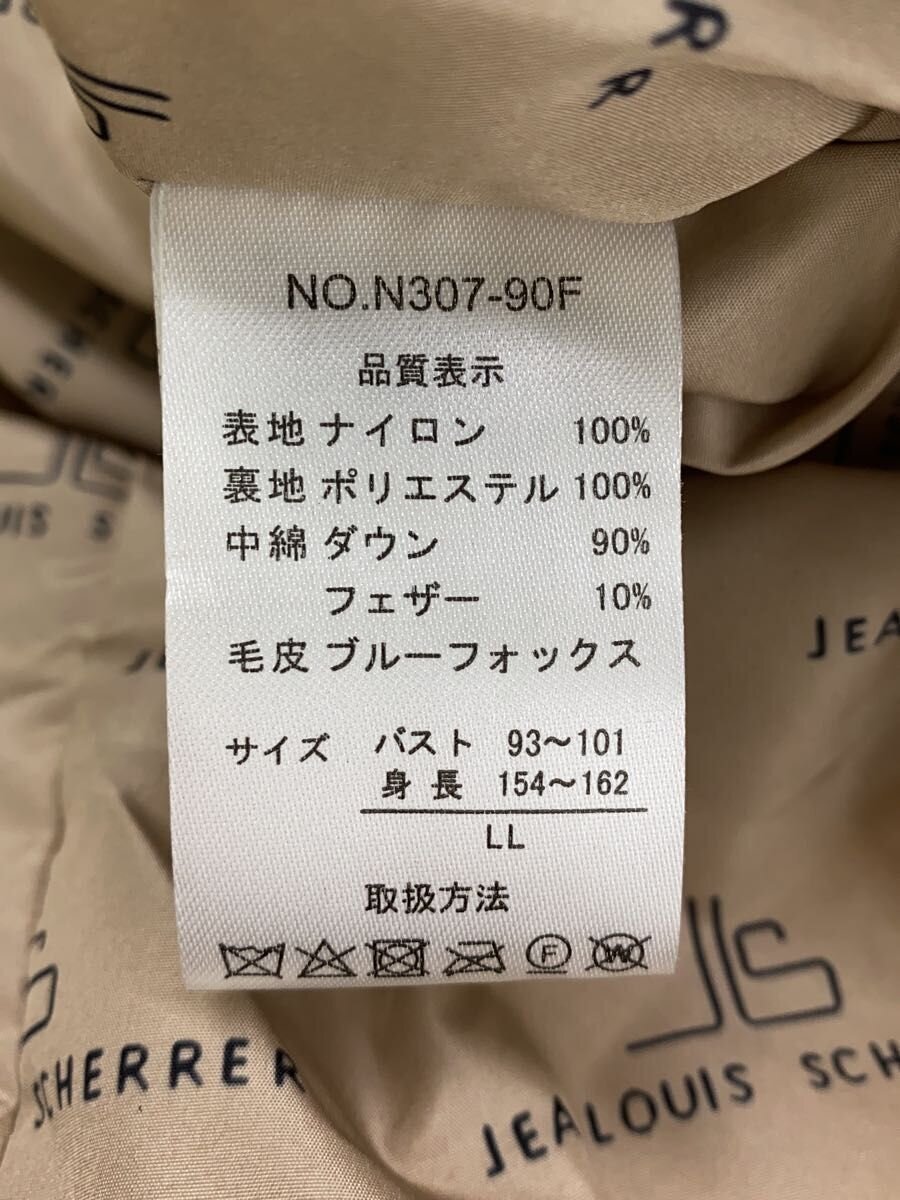 NO.N307-90F
品質表示
表地 ナイロン 100%
裏地 ポリエステル 100%
中綿 ダウン 90%
フェザー 10%
毛皮 ブルーフォックス
サイズ バスト 93〜101
身長 154〜162
LL
取扱方法
F W
JEA
SCHERRER
JEALOUIS SCH
UIS S